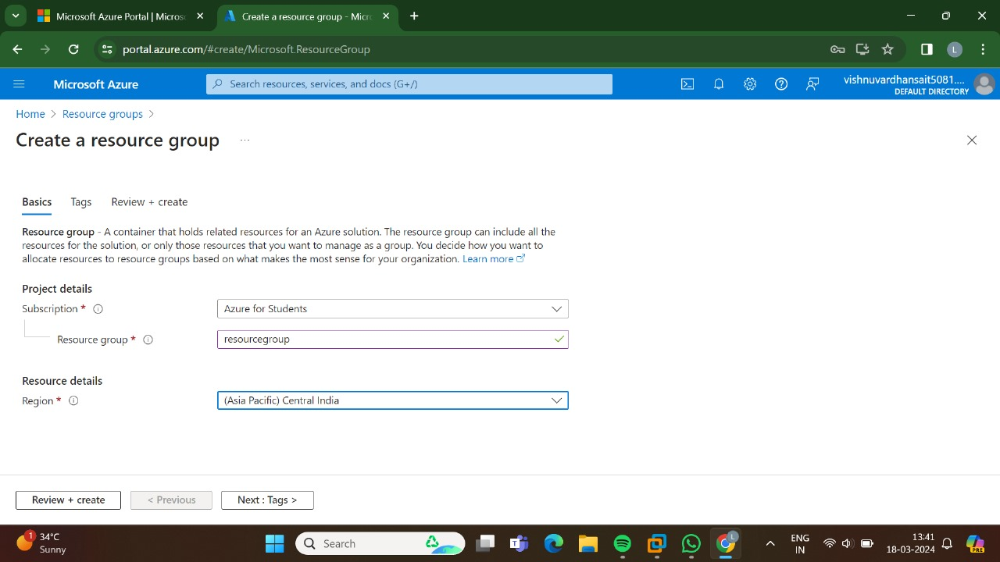 Microsoft Azure Portal | Micros
Create a resource group - Micr
portal.azure.com/#create/Microsoft.ResourceGroup
L
Microsoft Azure
Search resources, services, and docs (G+/)
vishnuvardhansait5081....
DEFAULT DIRECTORY
Home > Resource groups >
Create a resource group ...
Basics Tags Review + create
Resource group - A container that holds related resources for an Azure solution. The resource group can include all the
resources for the solution, or only those resources that you want to manage as a group. You decide how you want to
allocate resources to resource groups based on what makes the most sense for your organization. Learn more
Project details
Subscription * Azure for Students
Resource group * resourcegroup
Resource details
Region * (Asia Pacific) Central India
Review + create < Previous Next : Tags >
1 34°C
Sunny
Search
L
ENG
IN
13:41
18-03-2024
PRE